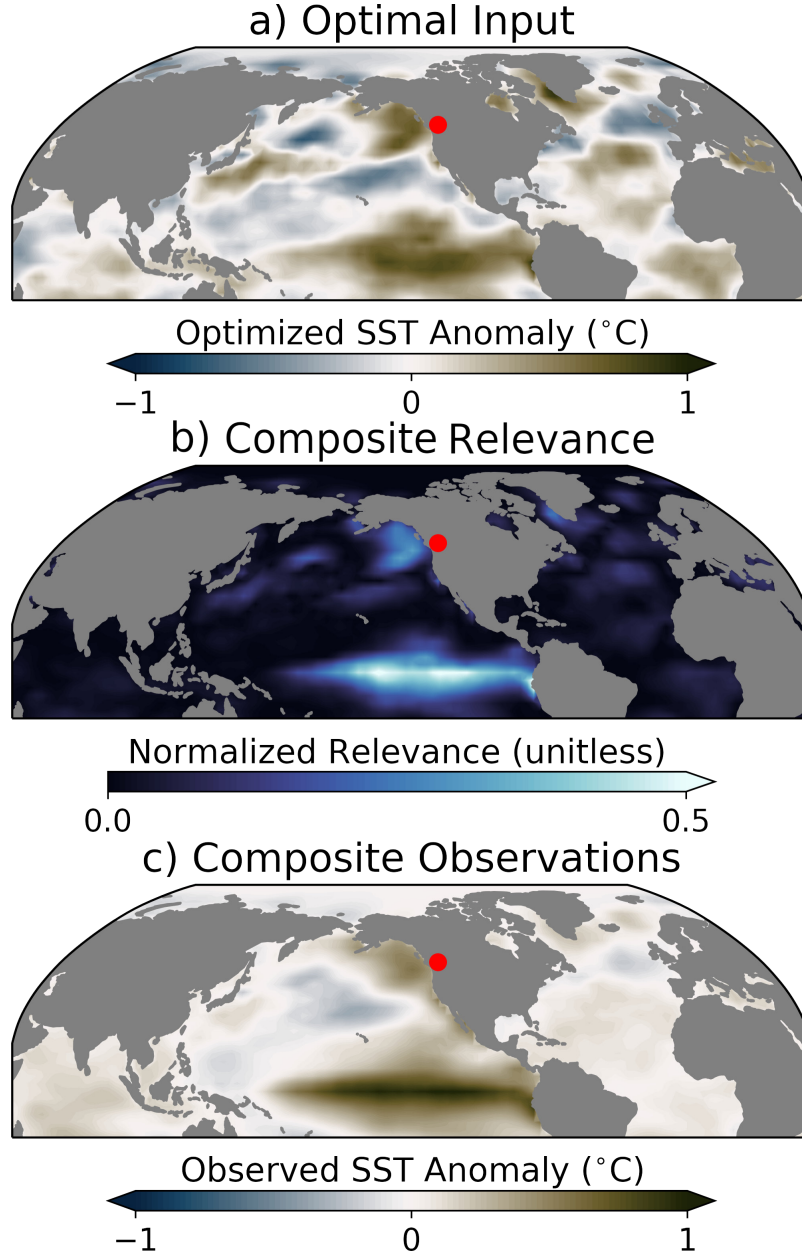 a) Optimal Input
Optimized SST Anomaly (°C)
−1 0 1
b) Composite Relevance
Normalized Relevance (unitless)
0.0 0.5
c) Composite Observations
Observed SST Anomaly (°C)
−1 0 1